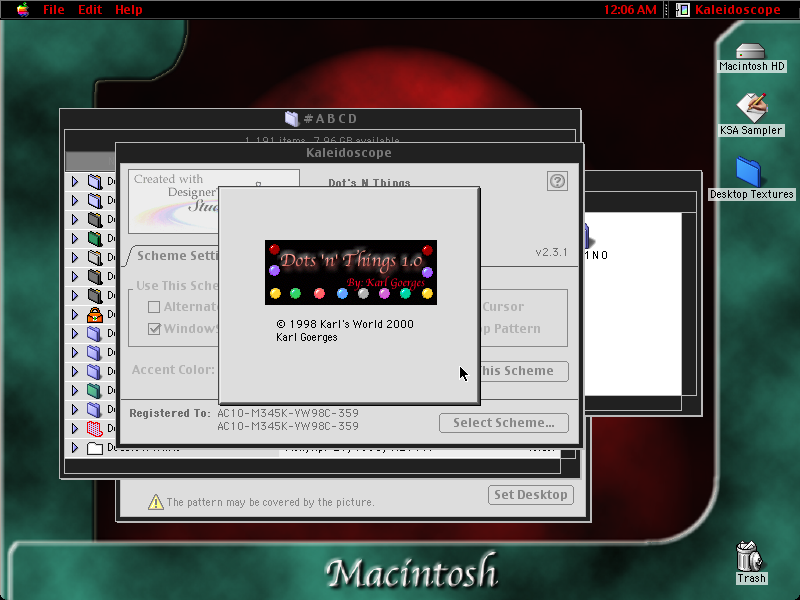 File Edit Help
12:06 AM
Kaleidoscope
Macintosh HD
KSA Sampler
Desktop Textures
#ABCD
1,191 items, 7.96 GB available
Kaleidoscope
Created with
Designer's
Dot's N Things
v2.3.1
Scheme Setti
Use This Sche
Alternate
Cursor
Windows
Pattern
Accent Color:
This Scheme
Dots 'n' Things 1.0
By: Karl Goerges
© 1998 Karl's World 2000
Karl Goerges
Registered To: AC10-M345K-YW98C-359
AC10-M345K-YW98C-359
Select Scheme...
The pattern may be covered by the picture.
Set Desktop
Macintosh
Trash